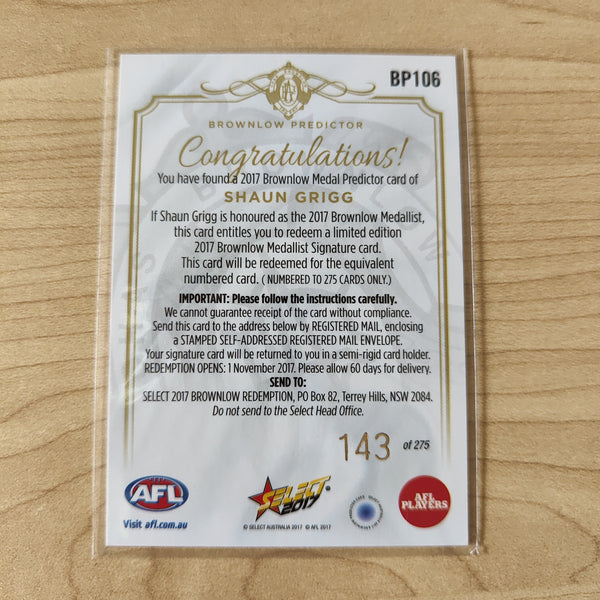 BP106
BROWNLOW PREDICTOR
Congratulations!
You have found a 2017 Brownlow Medal Predictor card of
SHAUN GRIGG
If Shaun Grigg is honoured as the 2017 Brownlow Medallist,
this card entitles you to redeem a limited edition
2017 Brownlow Medallist Signature card.
This card will be redeemed for the equivalent
numbered card. ( NUMBERED TO 275 CARDS ONLY.)
IMPORTANT: Please follow the instructions carefully.
We cannot guarantee receipt of the card without compliance.
Send this card to the address below by REGISTERED MAIL, enclosing
a STAMPED SELF-ADDRESSED REGISTERED MAIL ENVELOPE.
Your signature card will be returned to you in a semi-rigid card holder.
REDEMPTION OPENS: 1 November 2017. Please allow 60 days for delivery.
SEND TO:
SELECT 2017 BROWNLOW REDEMPTION, PO Box 82, Terrey Hills, NSW 2084.
Do not send to the Select Head Office.
143 of 275
AFL
Visit afl.com.au
SELECT
2017
© SELECT AUSTRALIA 2017 © AFL 2017
AFL
PLAYERS